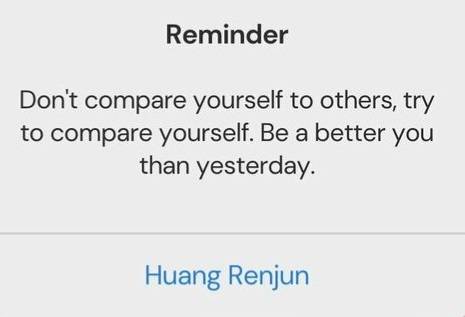 Reminder
Don't compare yourself to others, try
to compare yourself. Be a better you
than yesterday.
Huang Renjun